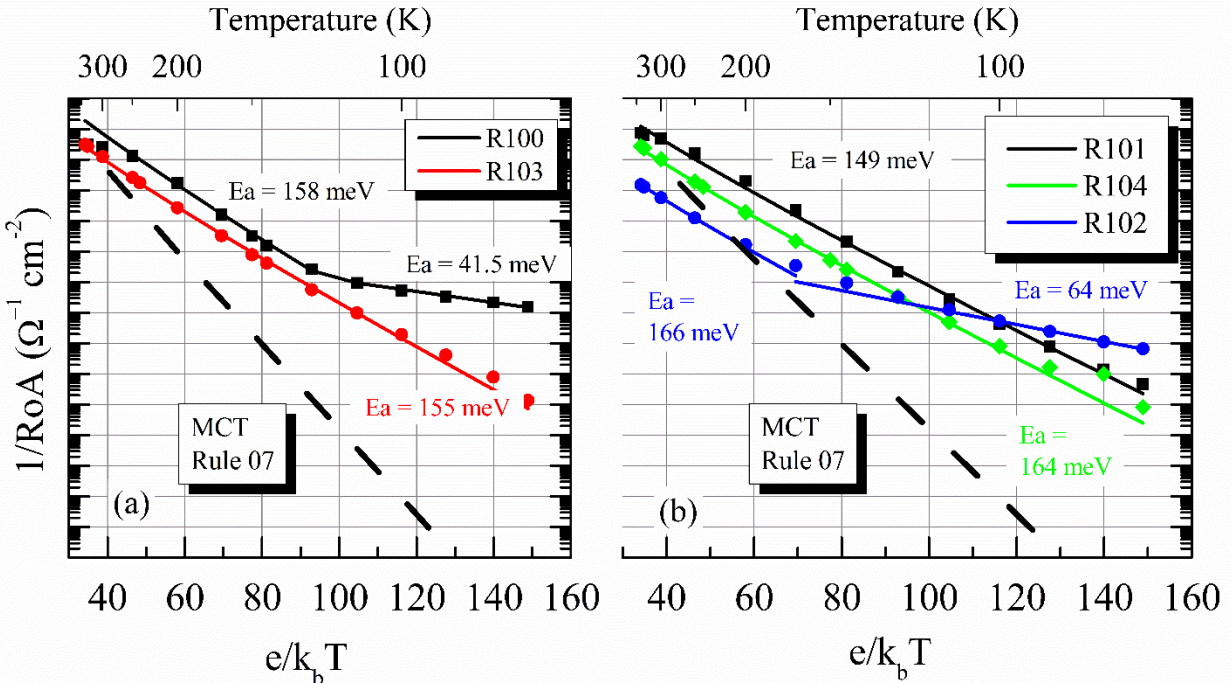 Temperature (K)
300 200 100
R100
R103
Ea = 158 meV
Ea = 41.5 meV
Ea = 155 meV
MCT
Rule 07
(a)
1/RoA (Ω⁻¹ cm⁻²)
40 60 80 100 120 140 160
e/k_bT
Temperature (K)
300 200 100
R101
R104
R102
Ea = 149 meV
Ea = 64 meV
Ea =
166 meV
Ea =
164 meV
MCT
Rule 07
(b)
40 60 80 100 120 140 160
e/k_bT